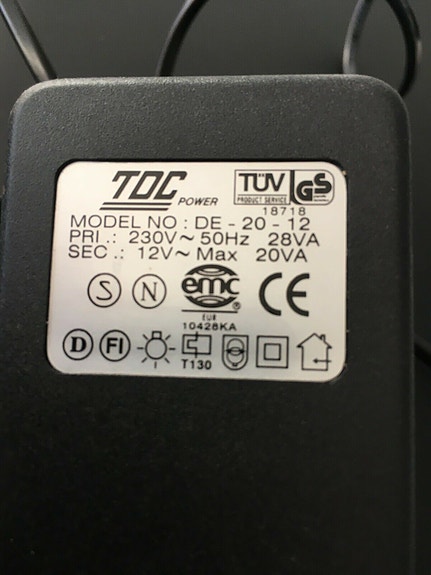 TDC POWER
TÜV PRODUCT SERVICE GS
18718
MODEL NO : DE - 20 - 12
PRI .: 230V~ 50Hz 28VA
SEC .: 12V~ Max 20VA
S N emc ® CE
EUR
10428KA
D FI
T130